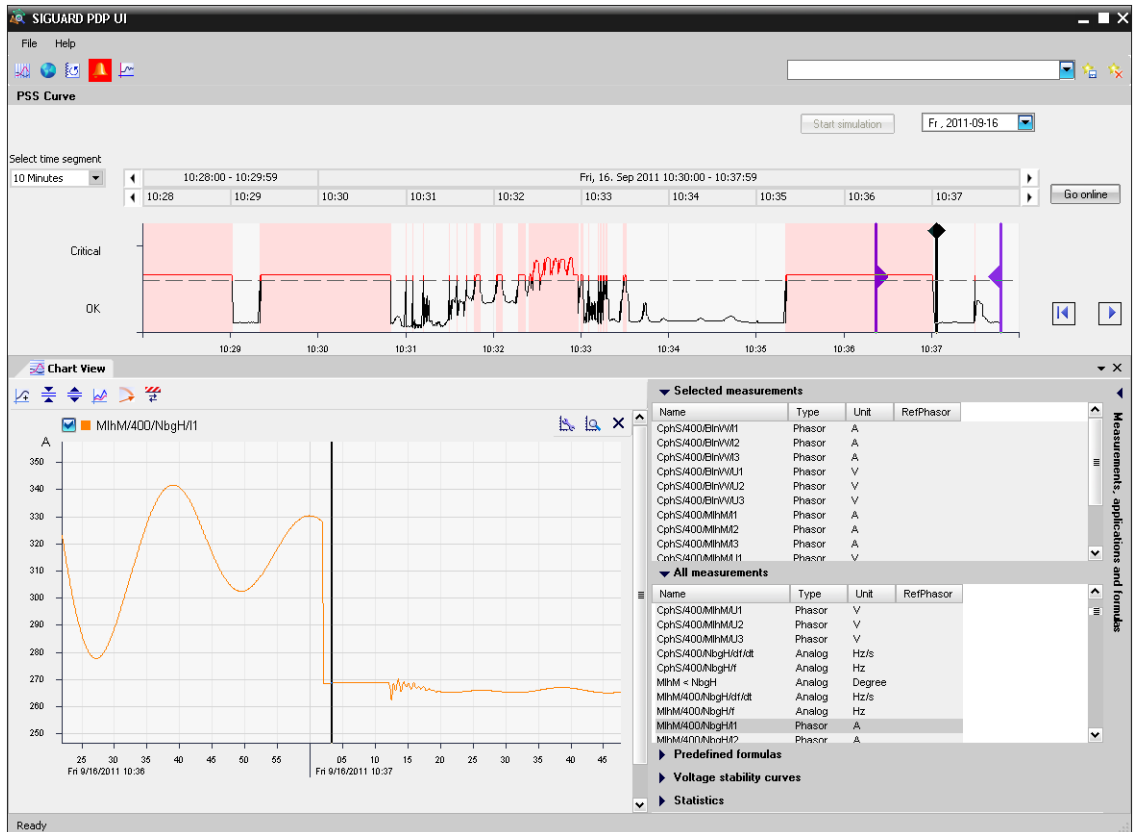 SIGUARD PDP UI
File Help
PSS Curve
Start simulation
Fr , 2011-09-16
Select time segment
10 Minutes
10:28:00 - 10:29:59
Fri, 16. Sep 2011 10:30:00 - 10:37:59
10:28 10:29 10:30 10:31 10:32 10:33 10:34 10:35 10:36 10:37
Go online
Critical
OK
10:29 10:30 10:31 10:32 10:33 10:34 10:35 10:36 10:37
Chart View
MlhM/400/NbgH/I1
A
350
340
330
320
310
300
290
280
270
260
250
25 30 35 40 45 50 55 05 10 15 20 25 30 35 40 45
Fri 9/16/2011 10:36 Fri 9/16/2011 10:37
Selected measurements
Name Type Unit RefPhasor
CphS/400/BlnW/I1 Phasor A
CphS/400/BlnW/I2 Phasor A
CphS/400/BlnW/I3 Phasor A
CphS/400/BlnW/U1 Phasor V
CphS/400/BlnW/U2 Phasor V
CphS/400/BlnW/U3 Phasor V
CphS/400/MlhM/I1 Phasor A
CphS/400/MlhM/I2 Phasor A
CphS/400/MlhM/I3 Phasor A
CphS/400/MlhM/U1 Phasor V
All measurements
Name Type Unit RefPhasor
CphS/400/MlhM/U1 Phasor V
CphS/400/MlhM/U2 Phasor V
CphS/400/MlhM/U3 Phasor V
CphS/400/NbgH/df/dt Analog Hz/s
CphS/400/NbgH/f Analog Hz
MlhM < NbgH Analog Degree
MlhM/400/NbgH/df/dt Analog Hz/s
MlhM/400/NbgH/f Analog Hz
MlhM/400/NbgH/I1 Phasor A
MlhM/400/NbgH/I2 Phasor A
Predefined formulas
Voltage stability curves
Statistics
Measurements, applications and formulas
Ready